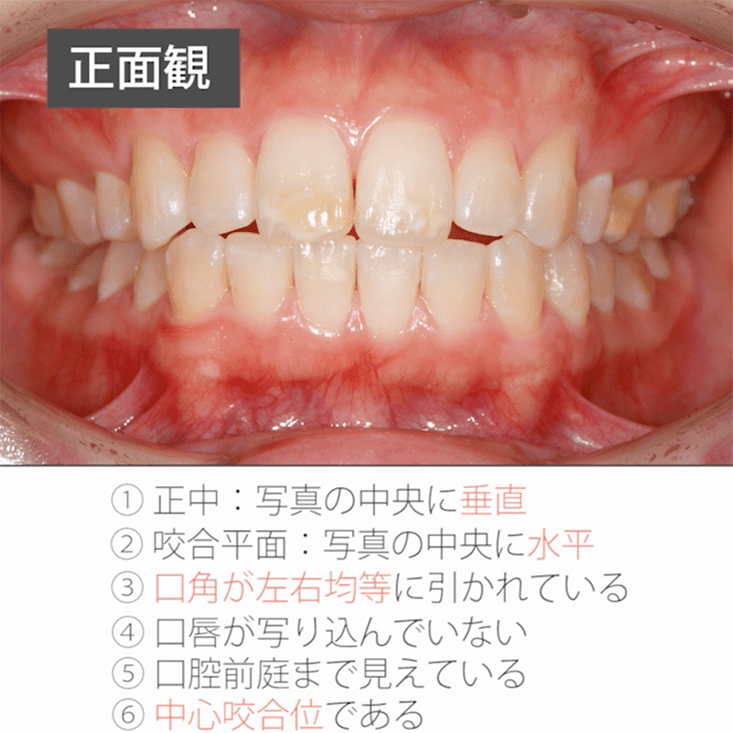 正面観
① 正中：写真の中央に垂直
② 咬合平面：写真の中央に水平
③ 口角が左右均等に引かれている
④ 口唇が写り込んでいない
⑤ 口腔前庭まで見えている
⑥ 中心咬合位である